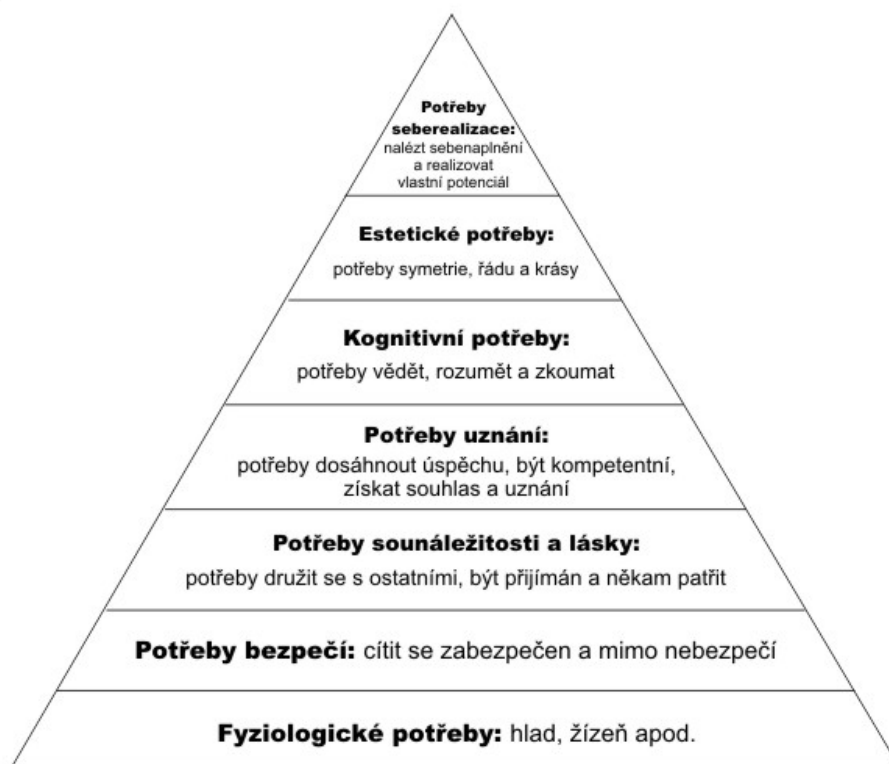 Potřeby
seberealizace:
nalézt sebenaplnění
a realizovat
vlastní potenciál
Estetické potřeby:
potřeby symetrie, řádu a krásy
Kognitivní potřeby:
potřeby vědět, rozumět a zkoumat
Potřeby uznání:
potřeby dosáhnout úspěchu, být kompetentní,
získat souhlas a uznání
Potřeby sounáležitosti a lásky:
potřeby družit se s ostatními, být přijímán a někam patřit
Potřeby bezpečí: cítit se zabezpečen a mimo nebezpečí
Fyziologické potřeby: hlad, žízeň apod.